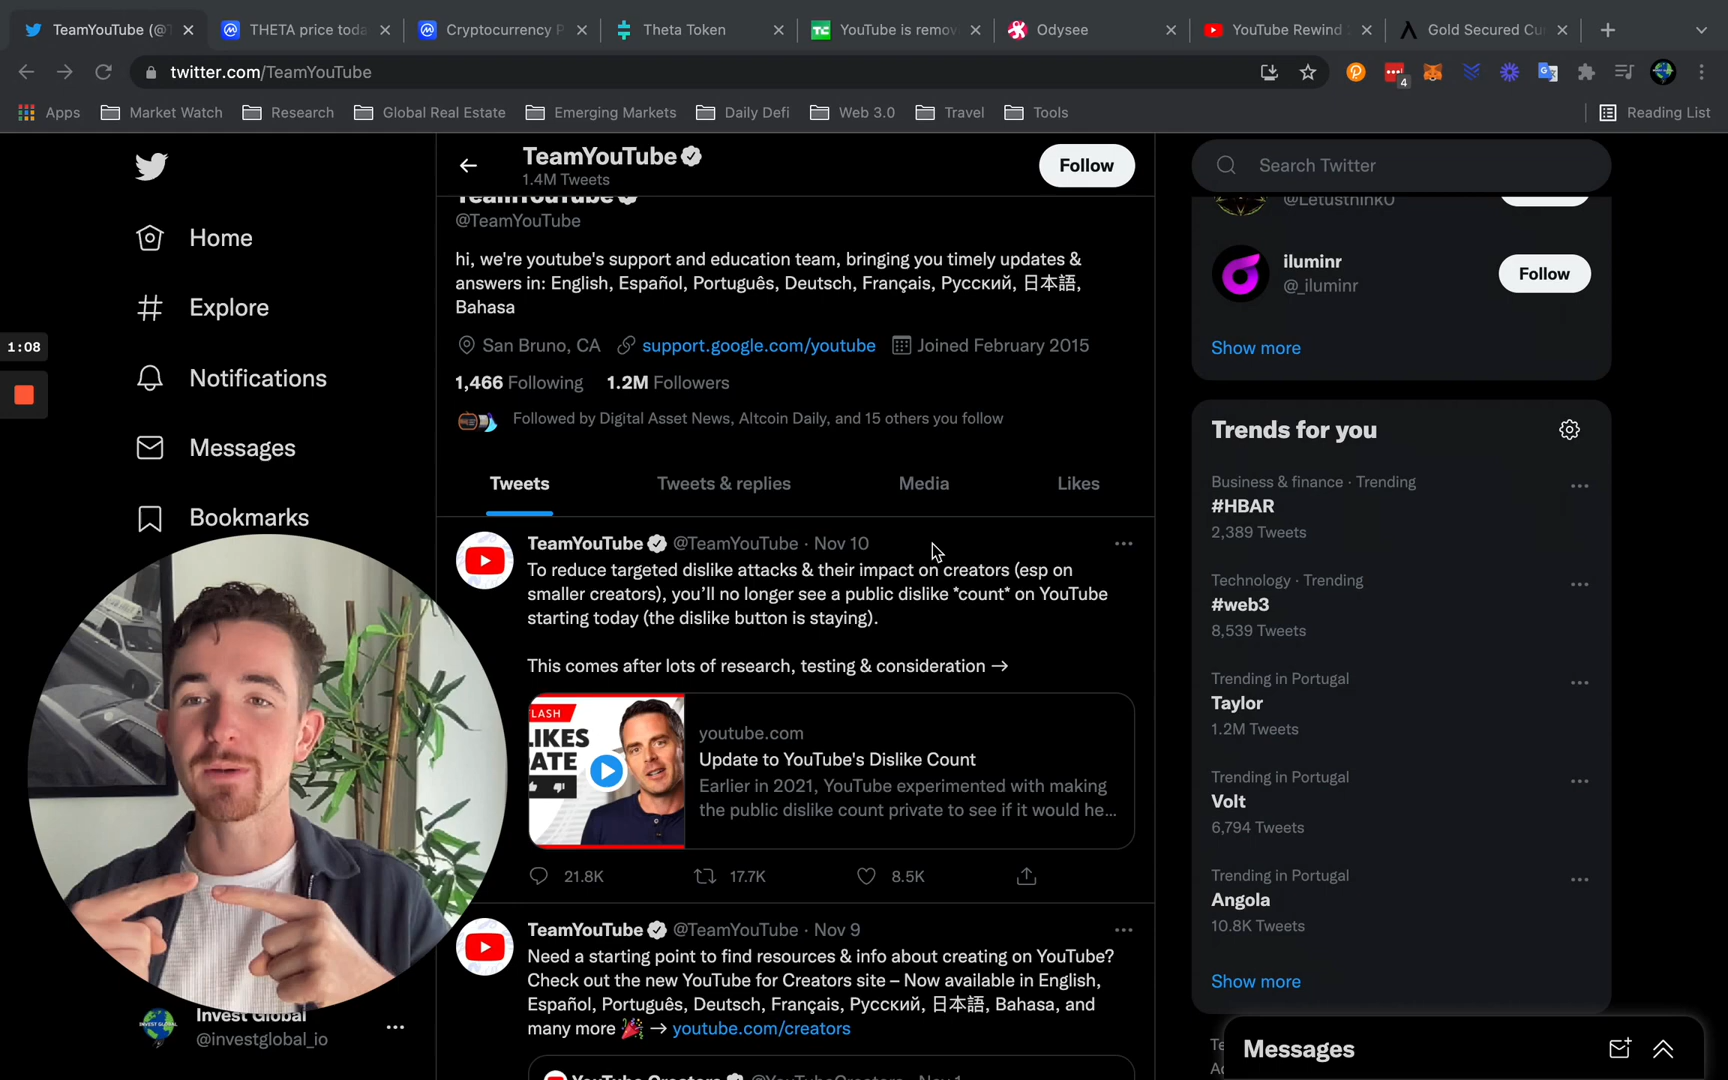 TeamYouTube (@T
THETA price toda
Cryptocurrency P
Theta Token
YouTube is remov
Odysee
YouTube Rewind
Gold Secured Cu
twitter.com/TeamYouTube
4
Apps
Market Watch
Research
Global Real Estate
Emerging Markets
Daily Defi
Web 3.0
Travel
Tools
Reading List
1:08
Home
Explore
Notifications
Messages
Bookmarks
Invest Global
@investglobal_io
TeamYouTube
1.4M Tweets
Follow
TeamYouTube
@TeamYouTube
hi, we're youtube's support and education team, bringing you timely updates &
answers in: English, Español, Português, Deutsch, Français, Русский, 日本語,
Bahasa
San Bruno, CA support.google.com/youtube Joined February 2015
1,466 Following 1.2M Followers
Followed by Digital Asset News, Altcoin Daily, and 15 others you follow
Tweets
Tweets & replies
Media
Likes
TeamYouTube @TeamYouTube · Nov 10
To reduce targeted dislike attacks & their impact on creators (esp on
smaller creators), you’ll no longer see a public dislike *count* on YouTube
starting today (the dislike button is staying).
This comes after lots of research, testing & consideration →
LASH
IKES
ATE
youtube.com
Update to YouTube's Dislike Count
Earlier in 2021, YouTube experimented with making
the public dislike count private to see if it would he...
21.8K
17.7K
8.5K
TeamYouTube @TeamYouTube · Nov 9
Need a starting point to find resources & info about creating on YouTube?
Check out the new YouTube for Creators site – Now available in English,
Español, Português, Deutsch, Français, Русский, 日本語, Bahasa, and
many more → youtube.com/creators
YouTube Creators @YouTubeCreators · Nov 1
Search Twitter
@Letusthink0
iluminr
@_iluminr
Follow
Show more
Trends for you
Business & finance · Trending
#HBAR
2,389 Tweets
Technology · Trending
#web3
8,539 Tweets
Trending in Portugal
Taylor
1.2M Tweets
Trending in Portugal
Volt
6,794 Tweets
Trending in Portugal
Angola
10.8K Tweets
Show more
Messages